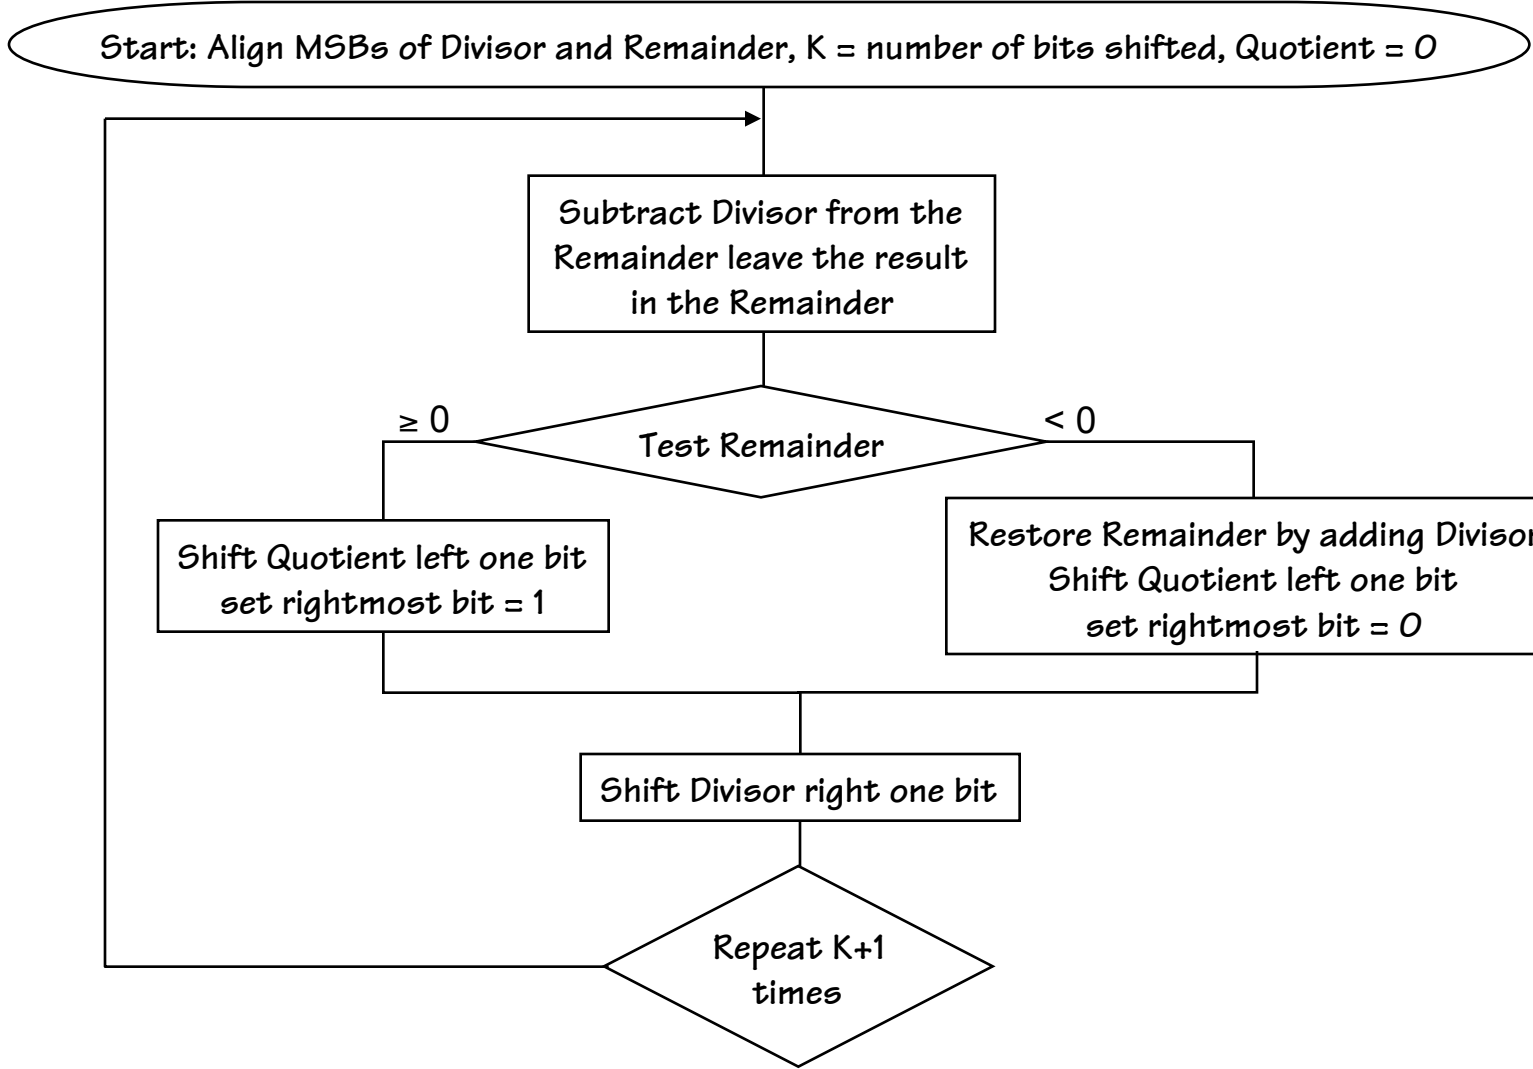 Start: Align MSBs of Divisor and Remainder, K = number of bits shifted, Quotient = 0
Subtract Divisor from the
Remainder leave the result
in the Remainder
≥ 0
< 0
Test Remainder
Shift Quotient left one bit
set rightmost bit = 1
Restore Remainder by adding Divisor
Shift Quotient left one bit
set rightmost bit = 0
Shift Divisor right one bit
Repeat K+1
times